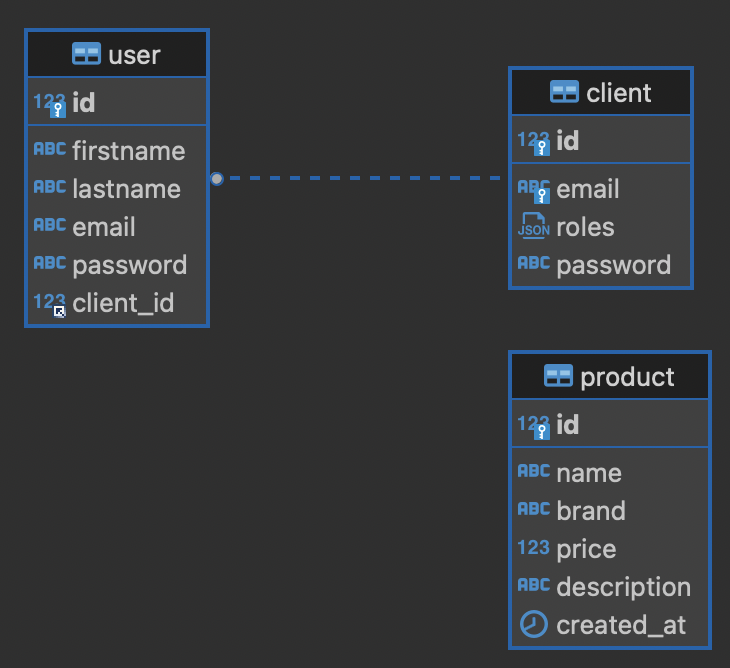 user
123 id
ABC firstname
ABC lastname
ABC email
ABC password
123 client_id
client
123 id
ABC email
JSON roles
ABC password
product
123 id
ABC name
ABC brand
123 price
ABC description
created_at